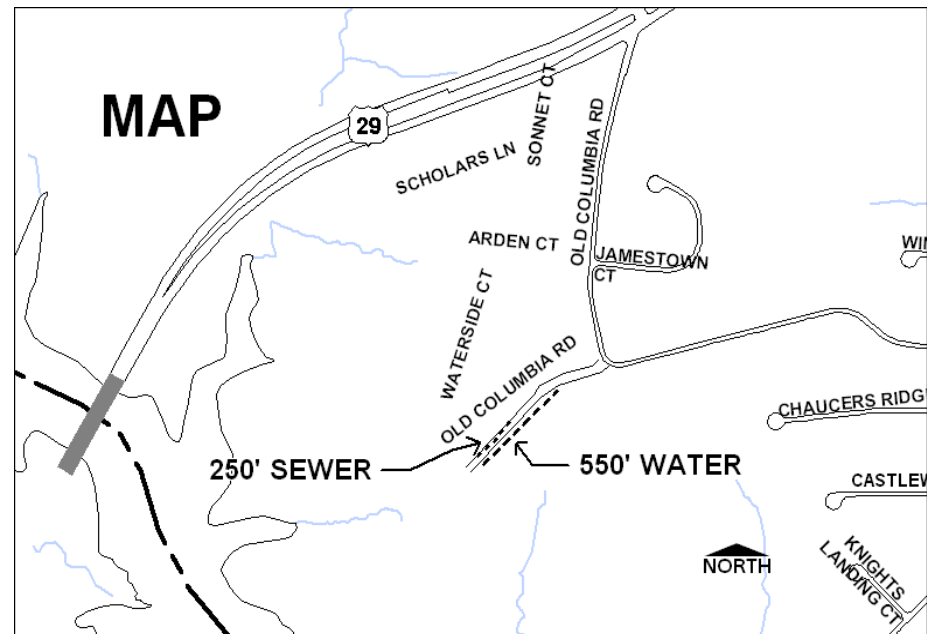 MAP
29
SONNET CT
SCHOLARS LN
OLD COLUMBIA RD
ARDEN CT
JAMESTOWN
CT
WIN
WATERSIDE CT
OLD COLUMBIA RD
CHAUCERS RIDG
250' SEWER
550' WATER
CASTLEW
NORTH
KNIGHTS
LANDING CT